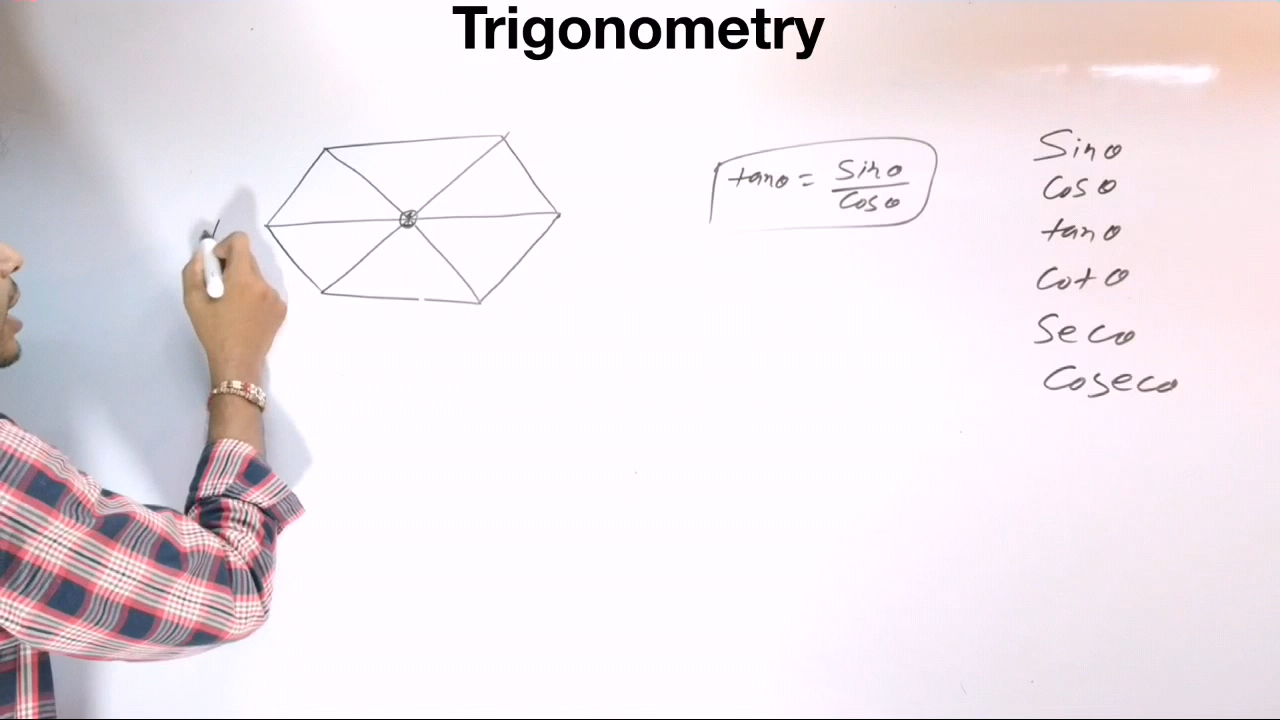 Trigonometry
tanθ = Sinθ / Cosθ
Sinθ
Cosθ
tanθ
Cotθ
Secθ
Cosecθ